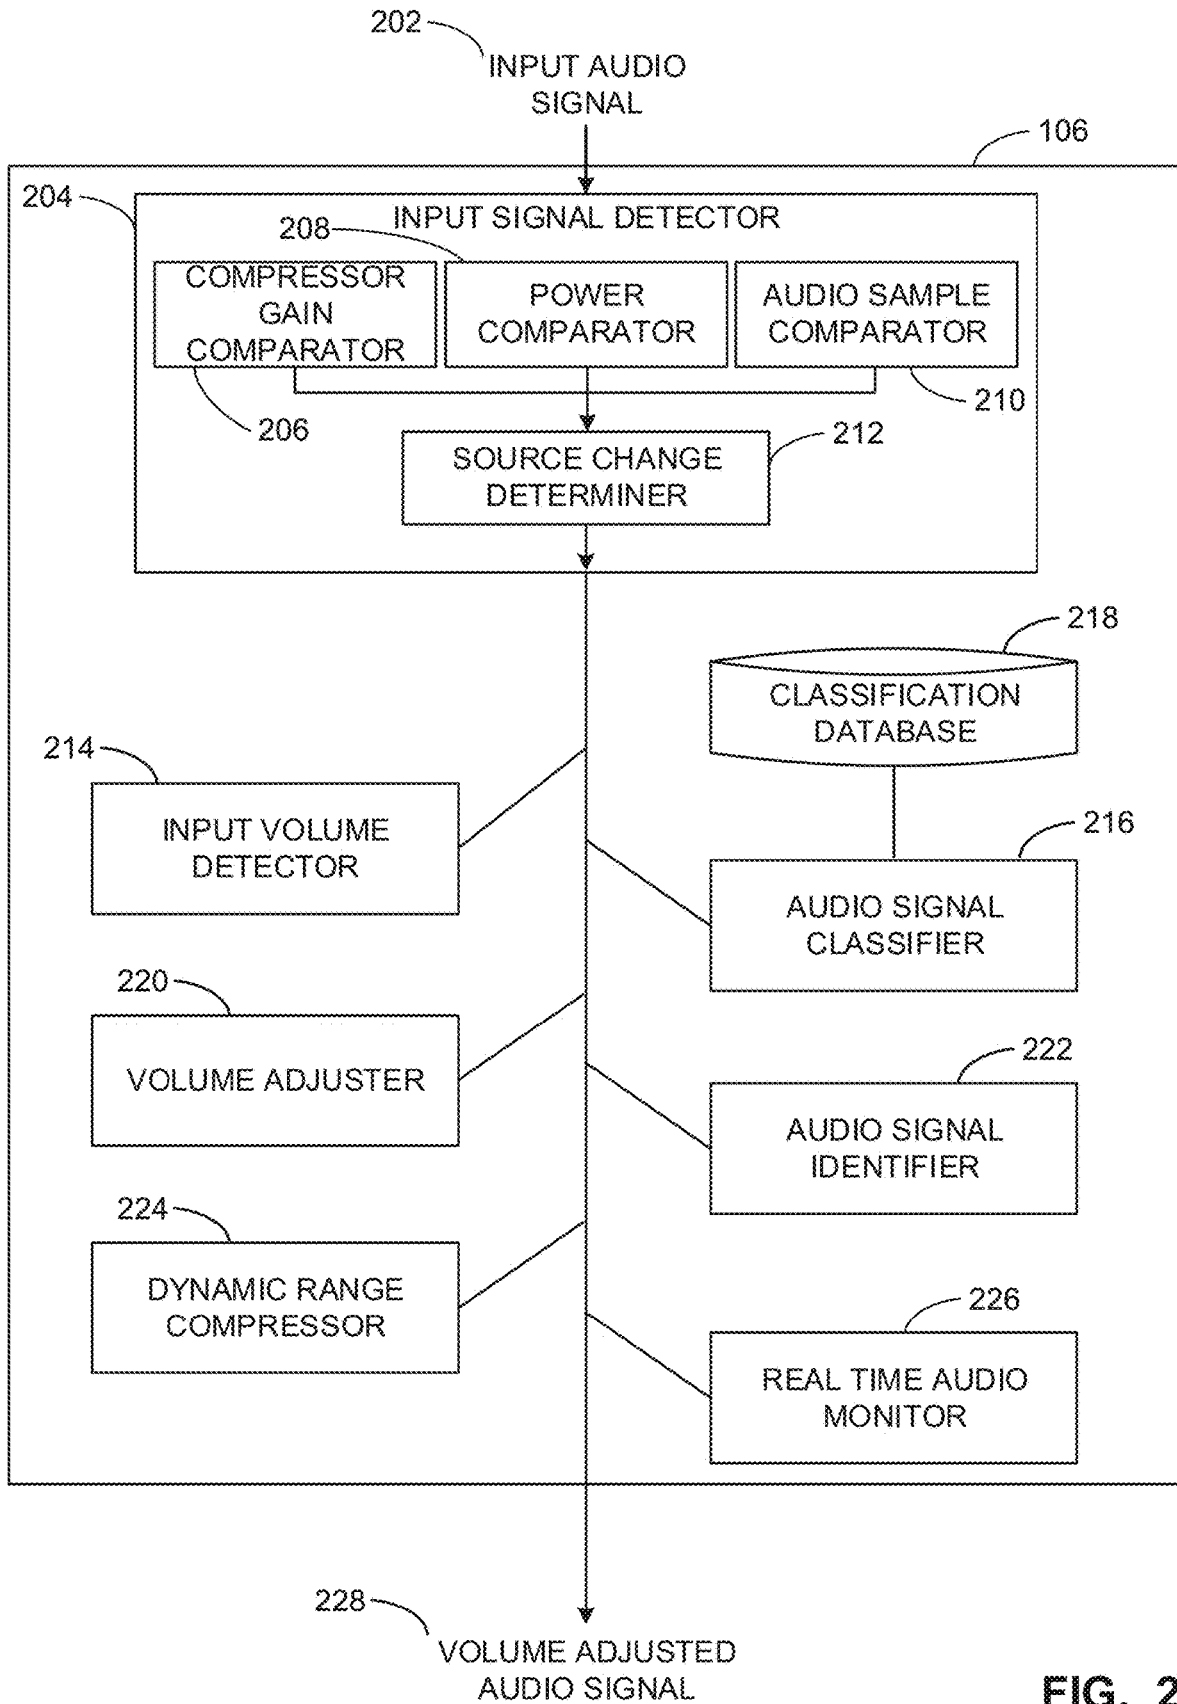 202
INPUT AUDIO
SIGNAL
106
204
INPUT SIGNAL DETECTOR
208
COMPRESSOR
GAIN
COMPARATOR
POWER
COMPARATOR
AUDIO SAMPLE
COMPARATOR
206
210
212
SOURCE CHANGE
DETERMINER
218
CLASSIFICATION
DATABASE
214
INPUT VOLUME
DETECTOR
216
AUDIO SIGNAL
CLASSIFIER
220
VOLUME ADJUSTER
222
AUDIO SIGNAL
IDENTIFIER
224
DYNAMIC RANGE
COMPRESSOR
226
REAL TIME AUDIO
MONITOR
228
VOLUME ADJUSTED
AUDIO SIGNAL
FIG. 2